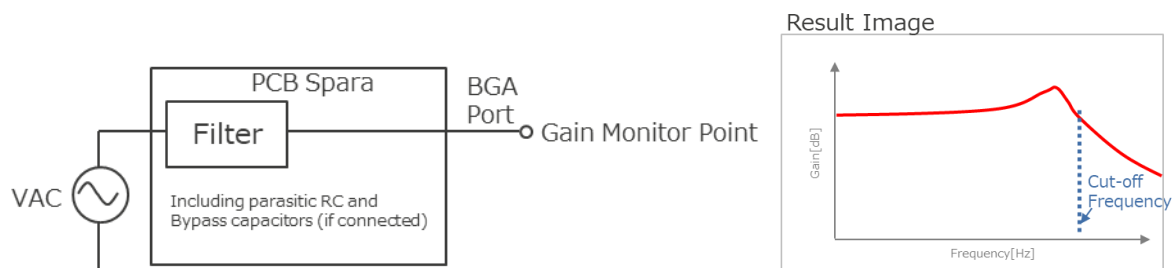 Result Image
PCB Spara
BGA
Port
Filter
Gain Monitor Point
VAC
Including parasitic RC and
Bypass capacitors (if connected)
Gain[dB]
Cut-off
Frequency
Frequency[Hz]